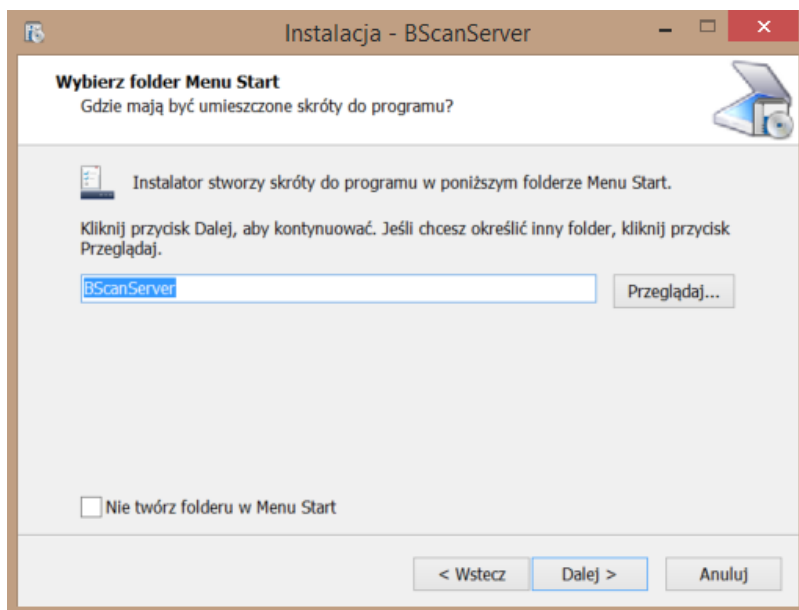 Instalacja - BScanServer
Wybierz folder Menu Start
Gdzie mają być umieszczone skróty do programu?
Instalator stworzy skróty do programu w poniższym folderze Menu Start.
Kliknij przycisk Dalej, aby kontynuować. Jeśli chcesz określić inny folder, kliknij przycisk
Przeglądaj.
BScanServer
Przeglądaj...
Nie twórz folderu w Menu Start
< Wstecz
Dalej >
Anuluj